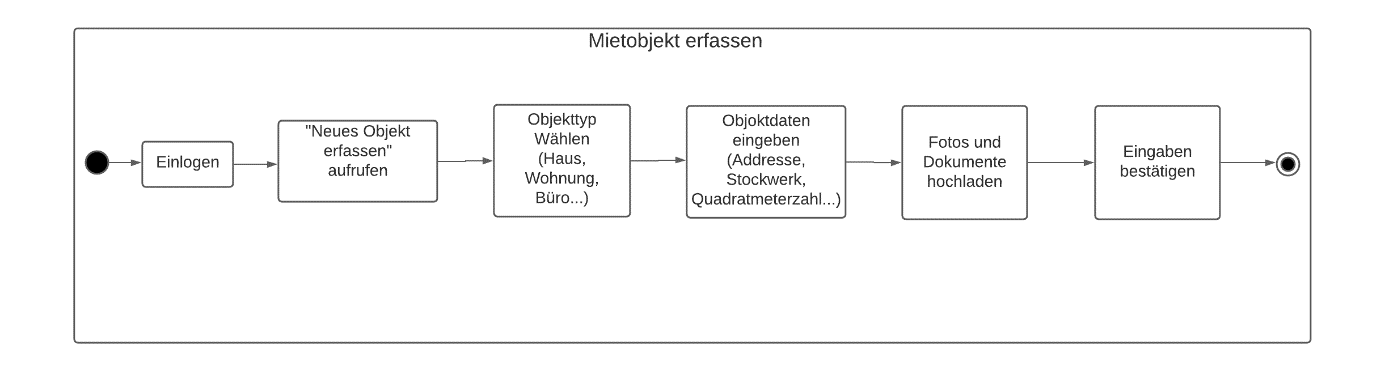 Mietobjekt erfassen
Einlogen
"Neues Objekt
erfassen"
aufrufen
Objekttyp
Wählen
(Haus,
Wohnung,
Büro...)
Objoktdaten
eingeben
(Addresse,
Stockwerk,
Quadratmeterzahl...)
Fotos und
Dokumente
hochladen
Eingaben
bestätigen